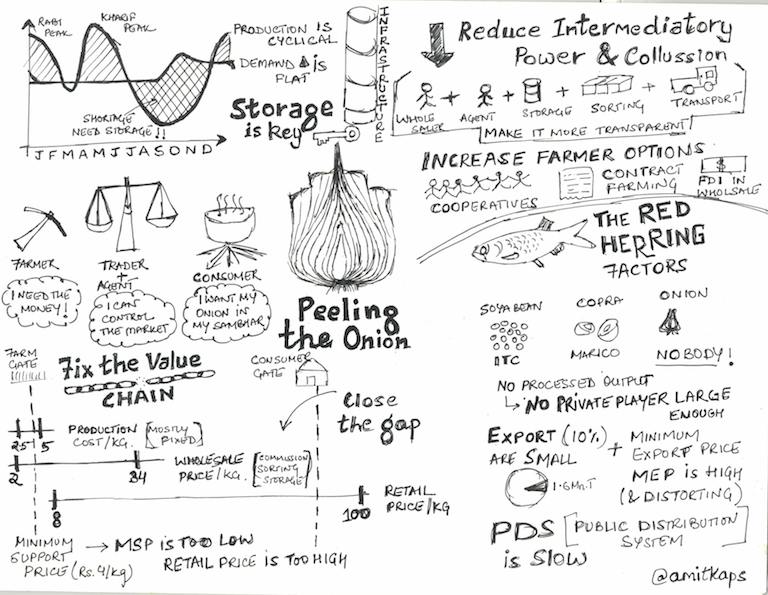 RABI
PEAK
KHARIF
PEAK
PRODUCTION IS
CYCLICAL
DEMAND IS
FLAT
SHORTAGE
NEED STORAGE!!
J F M A M J J A S O N D
Storage
is key
INFRASTRUCTURE
FARMER
I NEED THE
MONEY!
TRADER
+
AGENT
I CAN
CONTROL
THE MARKET
CONSUMER
I WANT MY
ONION IN
MY SAMBHAR
Peeling
the Onion
FARM
GATE
Fix the Value
CHAIN
CONSUMER
GATE
Close
the gap
2.5 5
PRODUCTION
COST/KG.
[MOSTLY
FIXED]
2 34
WHOLESALE
PRICE/KG.
[COMMISSION
SORTING
STORAGE]
8 100
RETAIL
PRICE/KG
MINIMUM
SUPPORT
PRICE (Rs.4/kg)
→ MSP IS TOO LOW
RETAIL PRICE IS TOO HIGH
Reduce Intermediatory
Power & Collussion
WHOLE
SALER
+
AGENT
+
STORAGE
+
SORTING
+
TRANSPORT
MAKE IT MORE TRANSPARENT
INCREASE FARMER OPTIONS
COOPERATIVES
CONTRACT
FARMING
$
FDI IN
WHOLSALE
THE RED
HERRING
FACTORS
SOYA BEAN
ITC
COPRA
MARICO
ONION
NOBODY!
NO PROCESSED OUTPUT
↳ NO PRIVATE PLAYER LARGE
ENOUGH
EXPORT (10%)
ARE SMALL
1.6Mn.T
+ MINIMUM
EXPORT PRICE
MEP IS HIGH
(& DISTORTING)
PDS [PUBLIC DISTRIBUTION
SYSTEM]
is SLOW
@amitkaps